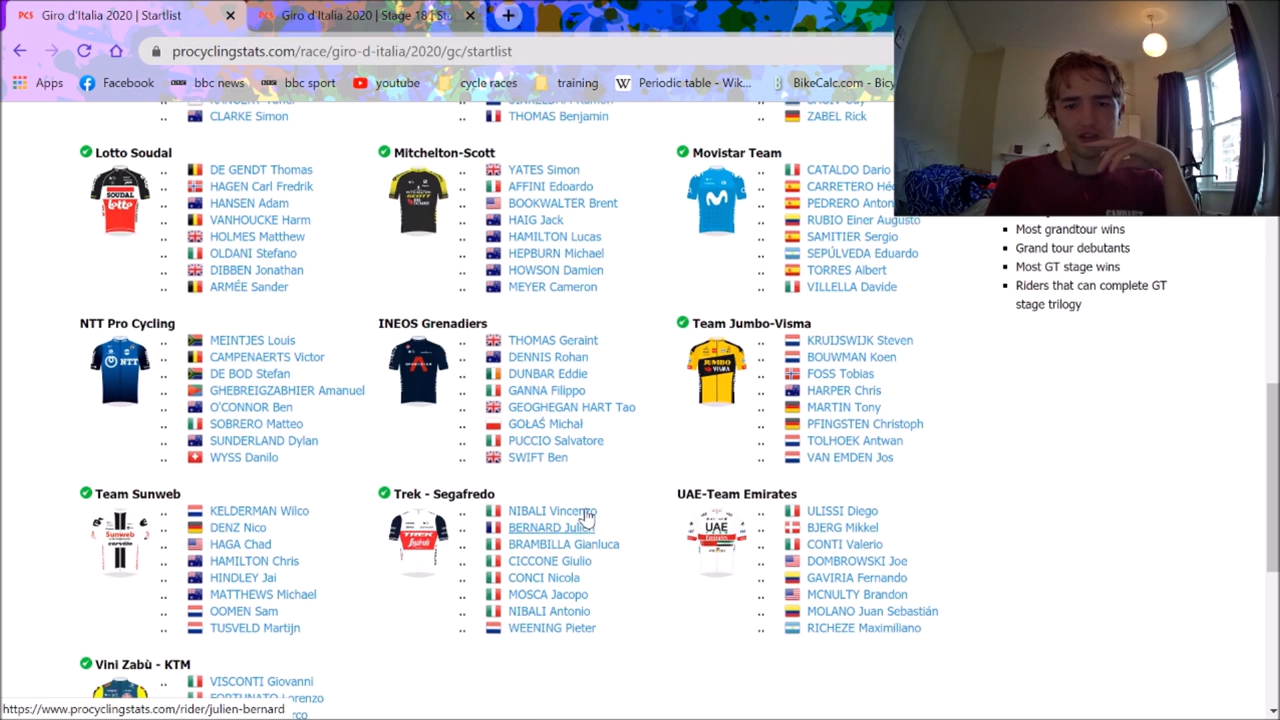 Giro d'Italia 2020 | Startlist
Giro d'Italia 2020 | Stage 18 | St
procyclingstats.com/race/giro-d-italia/2020/gc/startlist
Apps Facebook bbc news bbc sport youtube cycle races training Periodic table - Wik... BikeCalc.com - Bicy
.. CLARKE Simon
.. THOMAS Benjamin
.. ZABEL Rick
Lotto Soudal
.. DE GENDT Thomas
.. HAGEN Carl Fredrik
.. HANSEN Adam
.. VANHOUCKE Harm
.. HOLMES Matthew
.. OLDANI Stefano
.. DIBBEN Jonathan
.. ARMÉE Sander
Mitchelton-Scott
.. YATES Simon
.. AFFINI Edoardo
.. BOOKWALTER Brent
.. HAIG Jack
.. HAMILTON Lucas
.. HEPBURN Michael
.. HOWSON Damien
.. MEYER Cameron
Movistar Team
.. CATALDO Dario
.. CARRETERO Héc
.. PEDRERO Anton
.. RUBIO Einer Augusto
.. SAMITIER Sergio
.. SEPÚLVEDA Eduardo
.. TORRES Albert
.. VILLELLA Davide
Most grandtour wins
Grand tour debutants
Most GT stage wins
Riders that can complete GT
stage trilogy
NTT Pro Cycling
.. MEINTJES Louis
.. CAMPENAERTS Victor
.. DE BOD Stefan
.. GHEBREIGZABHIER Amanuel
.. O'CONNOR Ben
.. SOBRERO Matteo
.. SUNDERLAND Dylan
.. WYSS Danilo
INEOS Grenadiers
.. THOMAS Geraint
.. DENNIS Rohan
.. DUNBAR Eddie
.. GANNA Filippo
.. GEOGHEGAN HART Tao
.. GOŁAŚ Michał
.. PUCCIO Salvatore
.. SWIFT Ben
Team Jumbo-Visma
.. KRUIJSWIJK Steven
.. BOUWMAN Koen
.. FOSS Tobias
.. HARPER Chris
.. MARTIN Tony
.. PFINGSTEN Christoph
.. TOLHOEK Antwan
.. VAN EMDEN Jos
Team Sunweb
.. KELDERMAN Wilco
.. DENZ Nico
.. HAGA Chad
.. HAMILTON Chris
.. HINDLEY Jai
.. MATTHEWS Michael
.. OOMEN Sam
.. TUSVELD Martijn
Trek - Segafredo
.. NIBALI Vincenzo
.. BERNARD Julien
.. BRAMBILLA Gianluca
.. CICCONE Giulio
.. CONCI Nicola
.. MOSCA Jacopo
.. NIBALI Antonio
.. WEENING Pieter
UAE-Team Emirates
.. ULISSI Diego
.. BJERG Mikkel
.. CONTI Valerio
.. DOMBROWSKI Joe
.. GAVIRIA Fernando
.. MCNULTY Brandon
.. MOLANO Juan Sebastián
.. RICHEZE Maximiliano
Vini Zabù - KTM
.. VISCONTI Giovanni
https://www.procyclingstats.com/rider/julien-bernard